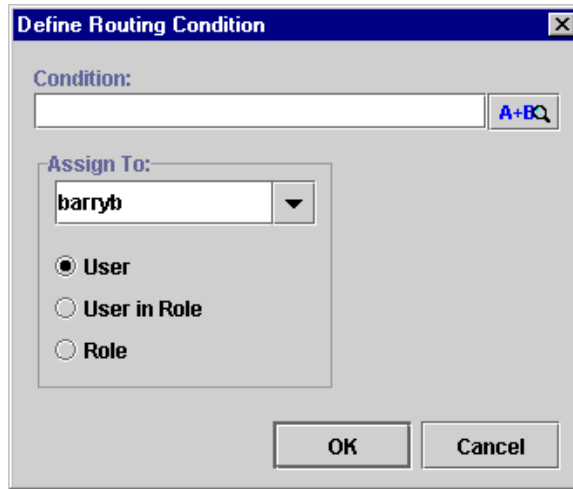 Define Routing Condition
Condition:
A+B
Assign To:
barryb
User
User in Role
Role
OK
Cancel